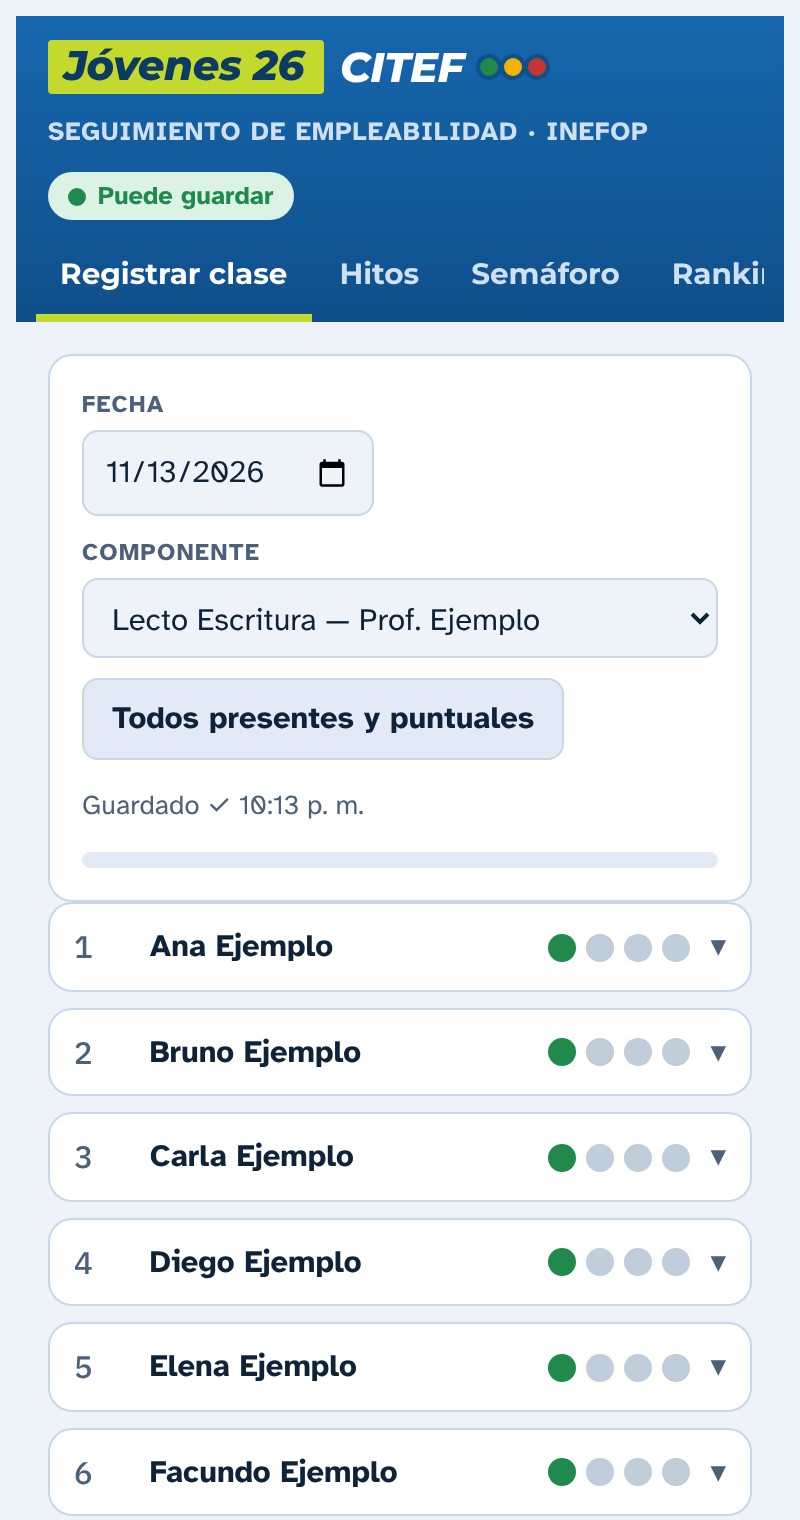 Jóvenes 26 CITEF
SEGUIMIENTO DE EMPLEABILIDAD · INEFOP
Puede guardar
Registrar clase Hitos Semáforo
FECHA
11/13/2026
COMPONENTE
Lecto Escritura — Prof. Ejemplo
Todos presentes y puntuales
Guardado ✓ 10:13 p. m.
1 Ana Ejemplo
2 Bruno Ejemplo
3 Carla Ejemplo
4 Diego Ejemplo
5 Elena Ejemplo
6 Facundo Ejemplo